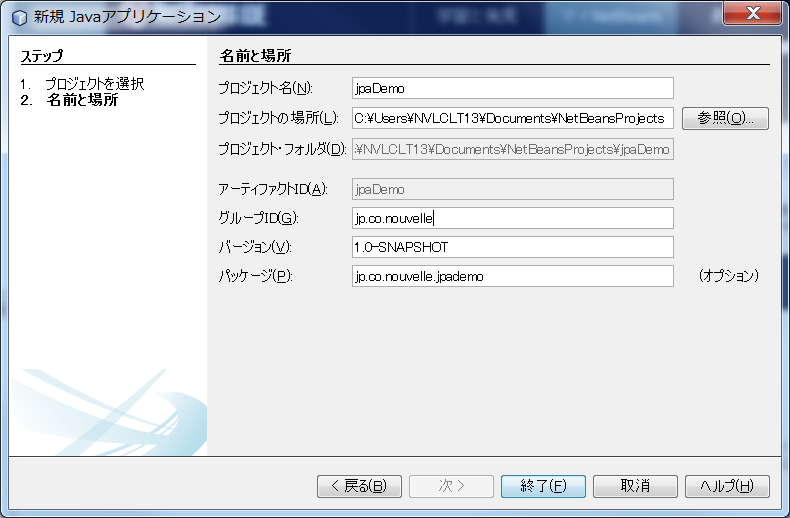 新規 Javaアプリケーション
ステップ
1. プロジェクトを選択
2. 名前と場所
名前と場所
プロジェクト名(N): jpaDemo
プロジェクトの場所(L): C:¥Users¥NVLCLT13¥Documents¥NetBeansProjects 参照(O)...
プロジェクト・フォルダ(D): ¥NVLCLT13¥Documents¥NetBeansProjects¥jpaDemo
アーティファクトID(A): jpaDemo
グループID(G): jp.co.nouvelle
バージョン(V): 1.0-SNAPSHOT
パッケージ(P): jp.co.nouvelle.jpademo (オプション)
< 戻る(B) 次 > 終了(F) 取消 ヘルプ(H)